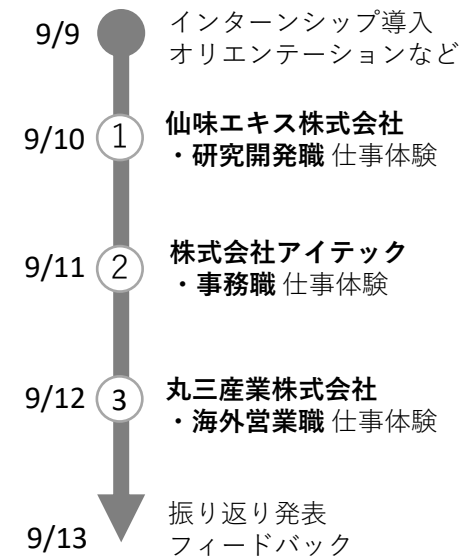 9/9
インターンシップ導入
オリエンテーションなど
9/10
1
仙味エキス株式会社
・研究開発職 仕事体験
9/11
2
株式会社アイテック
・事務職 仕事体験
9/12
3
丸三産業株式会社
・海外営業職 仕事体験
9/13
振り返り発表
フィードバック